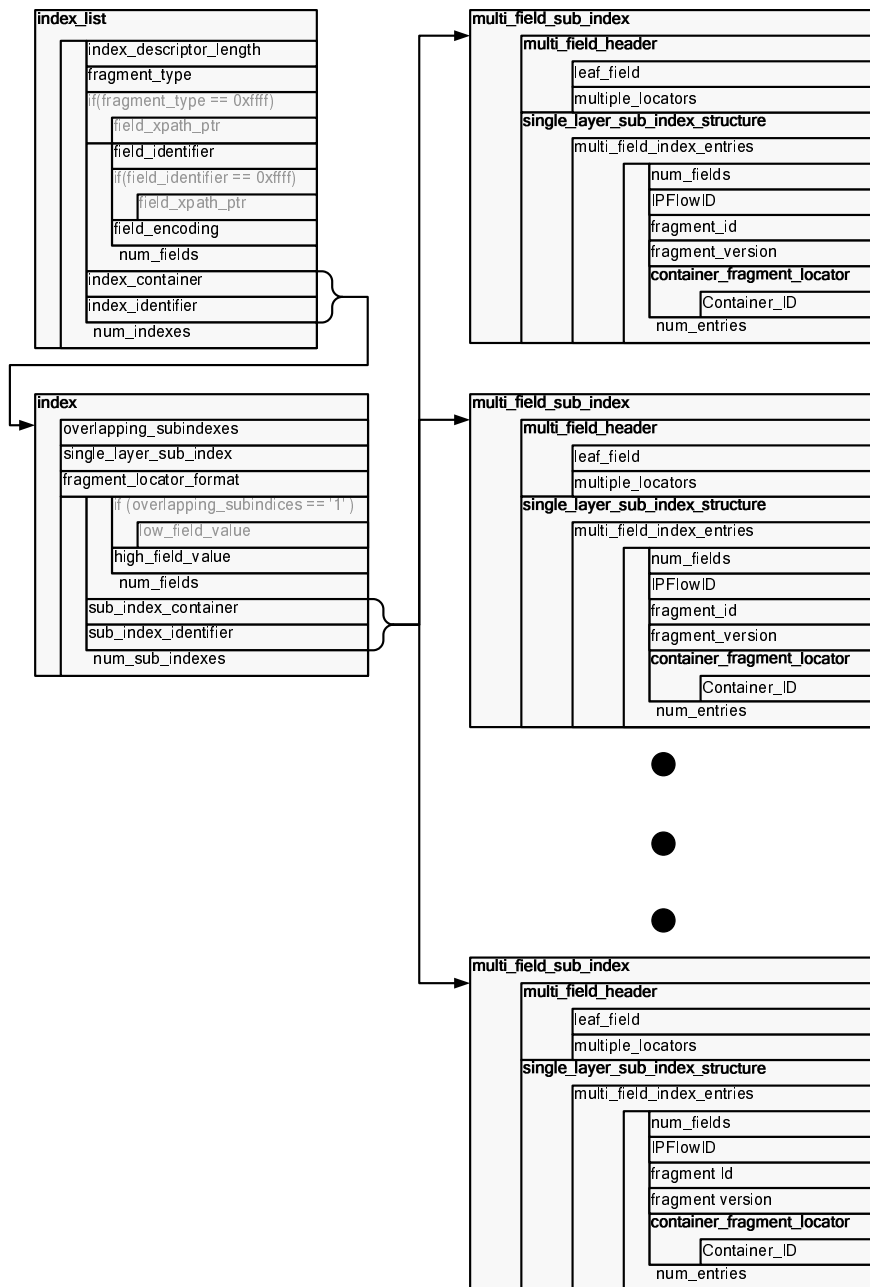 index_list
index_descriptor_length
fragment_type
if(fragment_type == 0xffff)
field_xpath_ptr
field_identifier
if(field_identifier == 0xffff)
field_xpath_ptr
field_encoding
num_fields
index_container
index_identifier
num_indexes
index
overlapping_subindexes
single_layer_sub_index
fragment_locator_format
if (overlapping_subindices == '1' )
low_field_value
high_field_value
num_fields
sub_index_container
sub_index_identifier
num_sub_indexes
multi_field_sub_index
multi_field_header
leaf_field
multiple_locators
single_layer_sub_index_structure
multi_field_index_entries
num_fields
IPFlowID
fragment_id
fragment_version
container_fragment_locator
Container_ID
num_entries
multi_field_sub_index
multi_field_header
leaf_field
multiple_locators
single_layer_sub_index_structure
multi_field_index_entries
num_fields
IPFlowID
fragment_id
fragment_version
container_fragment_locator
Container_ID
num_entries
multi_field_sub_index
multi_field_header
leaf_field
multiple_locators
single_layer_sub_index_structure
multi_field_index_entries
num_fields
IPFlowID
fragment Id
fragment version
container_fragment_locator
Container_ID
num_entries